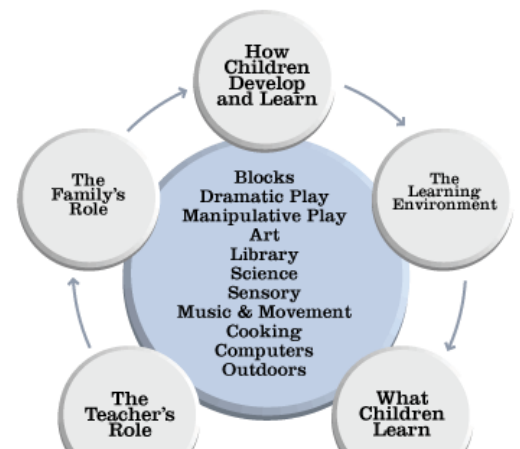 How
Children
Develop
and Learn
The
Learning
Environment
What
Children
Learn
The
Teacher's
Role
The
Family's
Role
Blocks
Dramatic Play
Manipulative Play
Art
Library
Science
Sensory
Music & Movement
Cooking
Computers
Outdoors